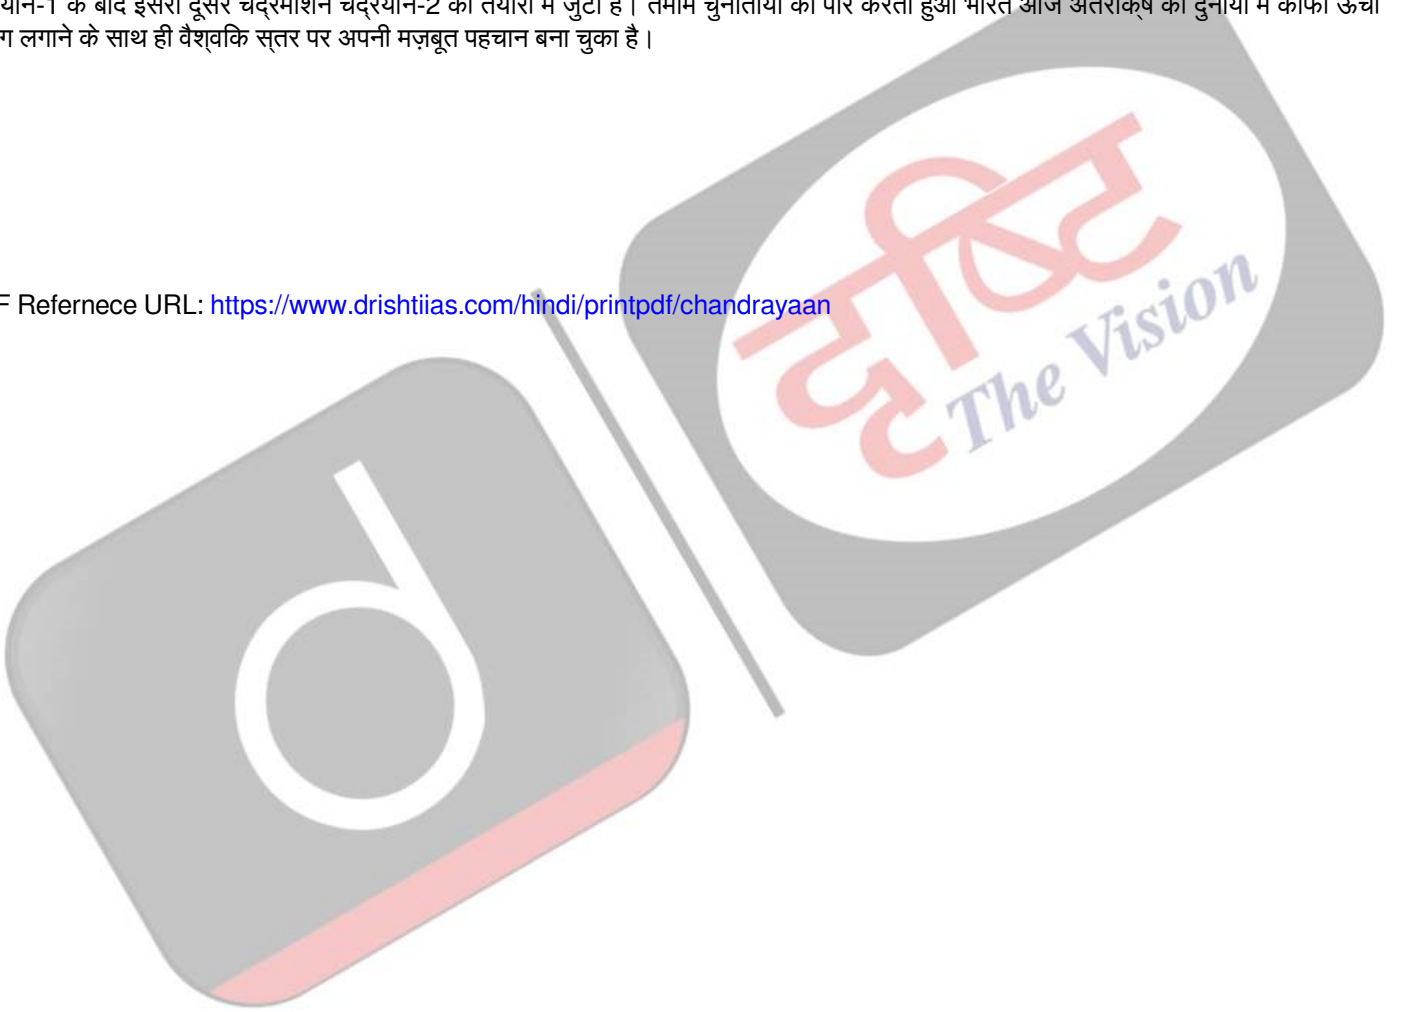 यान-1 के बाद इसरो दूसरे चंद्रमिशन चंद्रयान-2 की तैयारी में जुटा है। तमाम चुनौतियों को पार करता हुआ भारत आज अंतरिक्ष की दुनिया में काफी ऊँची
ग लगाने के साथ ही वैश्वकि स्तर पर अपनी मज़बूत पहचान बना चुका है।
F Refernece URL: https://www.drishtiias.com/hindi/printpdf/chandrayaan
दृष्टि
The Vision
d